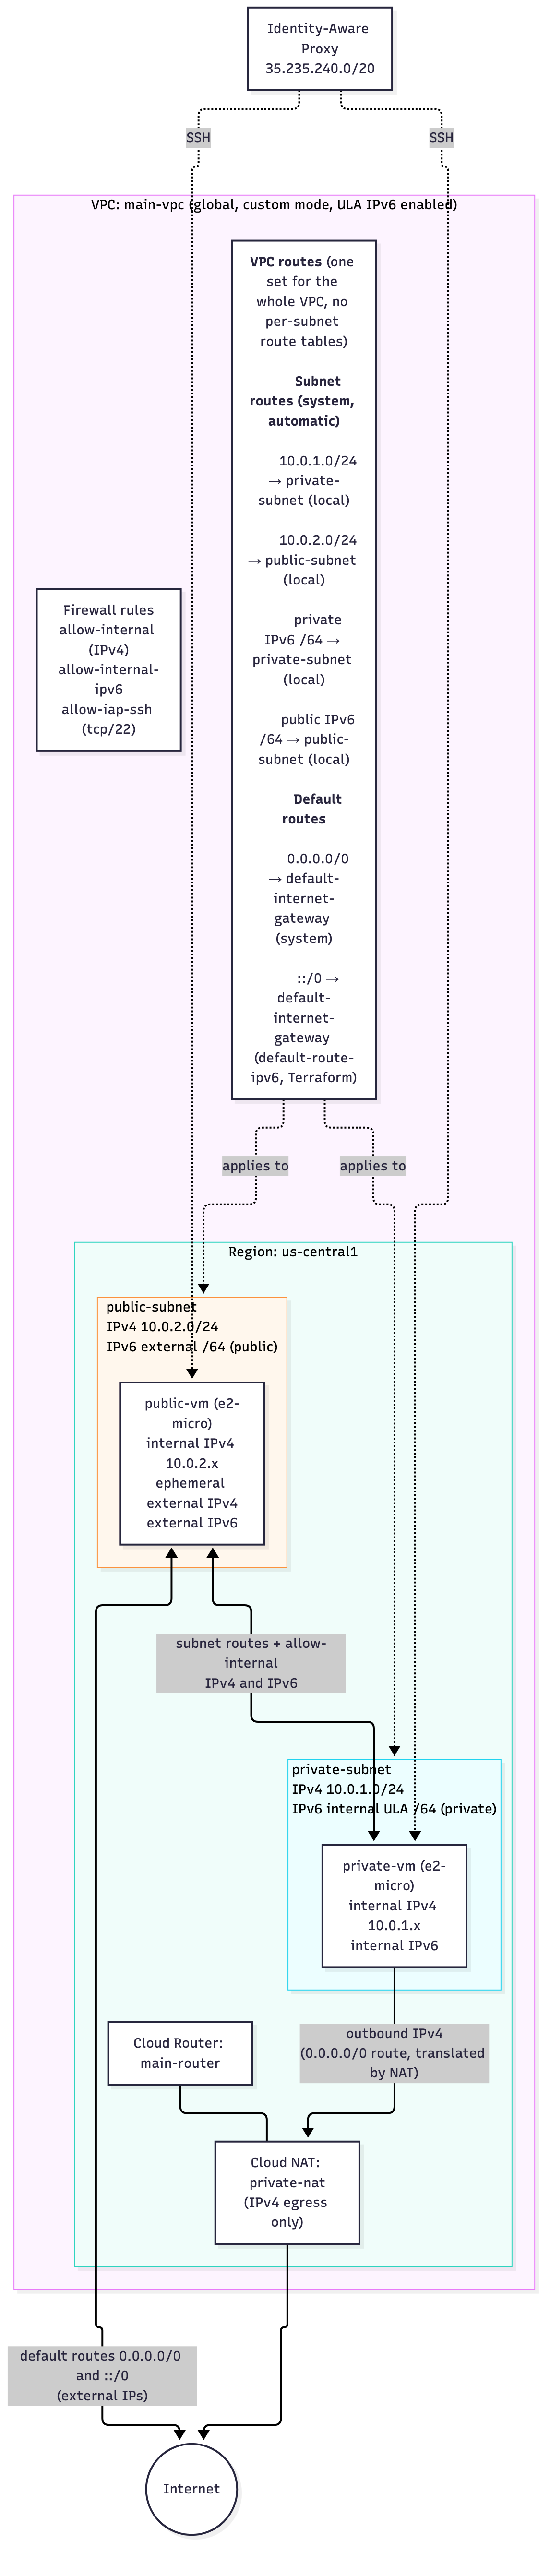 Identity-Aware
Proxy
35.235.240.0/20
SSH
SSH
VPC: main-vpc (global, custom mode, ULA IPv6 enabled)
VPC routes (one
set for the
whole VPC, no
per-subnet
route tables)
Subnet
routes (system,
automatic)
10.0.1.0/24
→ private-
subnet (local)
10.0.2.0/24
→ public-subnet
(local)
private
IPv6 /64 →
private-subnet
(local)
public IPv6
/64 → public-
subnet (local)
Default
routes
0.0.0.0/0
→ default-
internet-
gateway
(system)
::/0 →
default-
internet-
gateway
(default-route-
ipv6, Terraform)
Firewall rules
allow-internal
(IPv4)
allow-internal-
ipv6
allow-iap-ssh
(tcp/22)
applies to
applies to
Region: us-central1
public-subnet
IPv4 10.0.2.0/24
IPv6 external /64 (public)
public-vm (e2-
micro)
internal IPv4
10.0.2.x
ephemeral
external IPv4
external IPv6
subnet routes + allow-
internal
IPv4 and IPv6
private-subnet
IPv4 10.0.1.0/24
IPv6 internal ULA /64 (private)
private-vm (e2-
micro)
internal IPv4
10.0.1.x
internal IPv6
Cloud Router:
main-router
outbound IPv4
(0.0.0.0/0 route, translated
by NAT)
Cloud NAT:
private-nat
(IPv4 egress
only)
default routes 0.0.0.0/0
and ::/0
(external IPs)
Internet